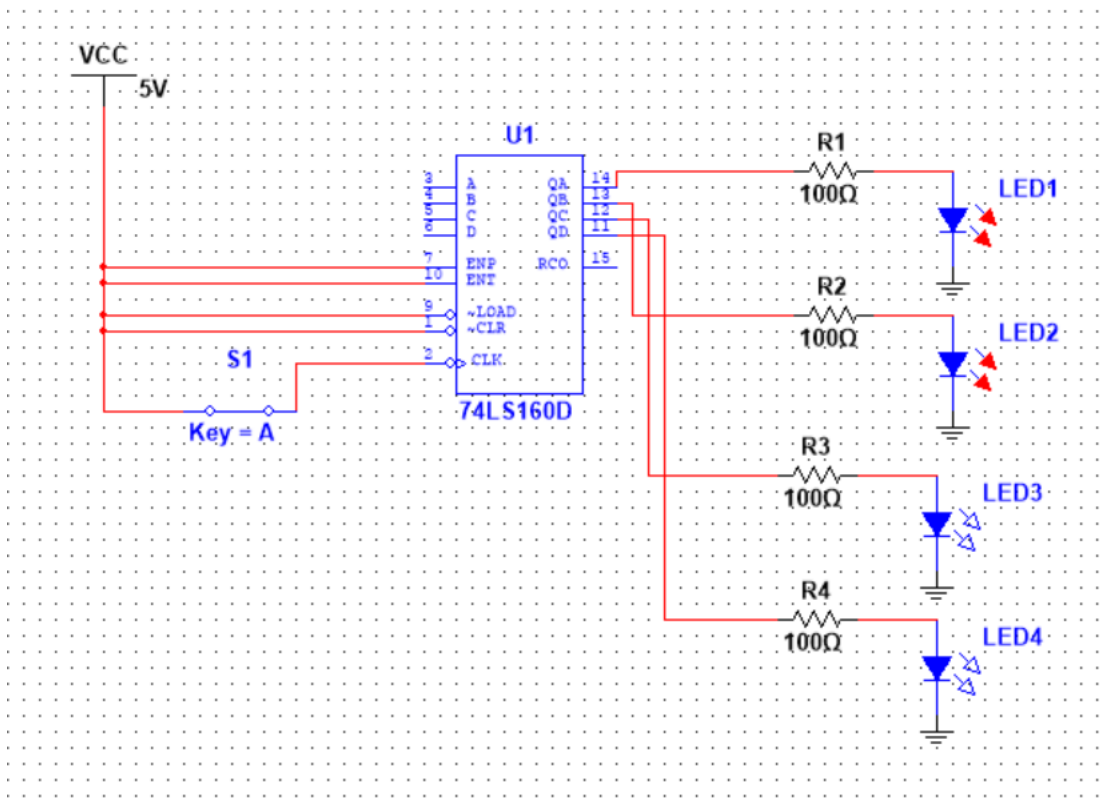 VCC
5V
U1
3 A QA 14
4 B QB 13
5 C QC 12
6 D QD 11
7 ENP RCO 15
10 ENT
9 ~LOAD
1 ~CLR
2 CLK
74LS160D
S1
Key = A
R1
100Ω
LED1
R2
100Ω
LED2
R3
100Ω
LED3
R4
100Ω
LED4